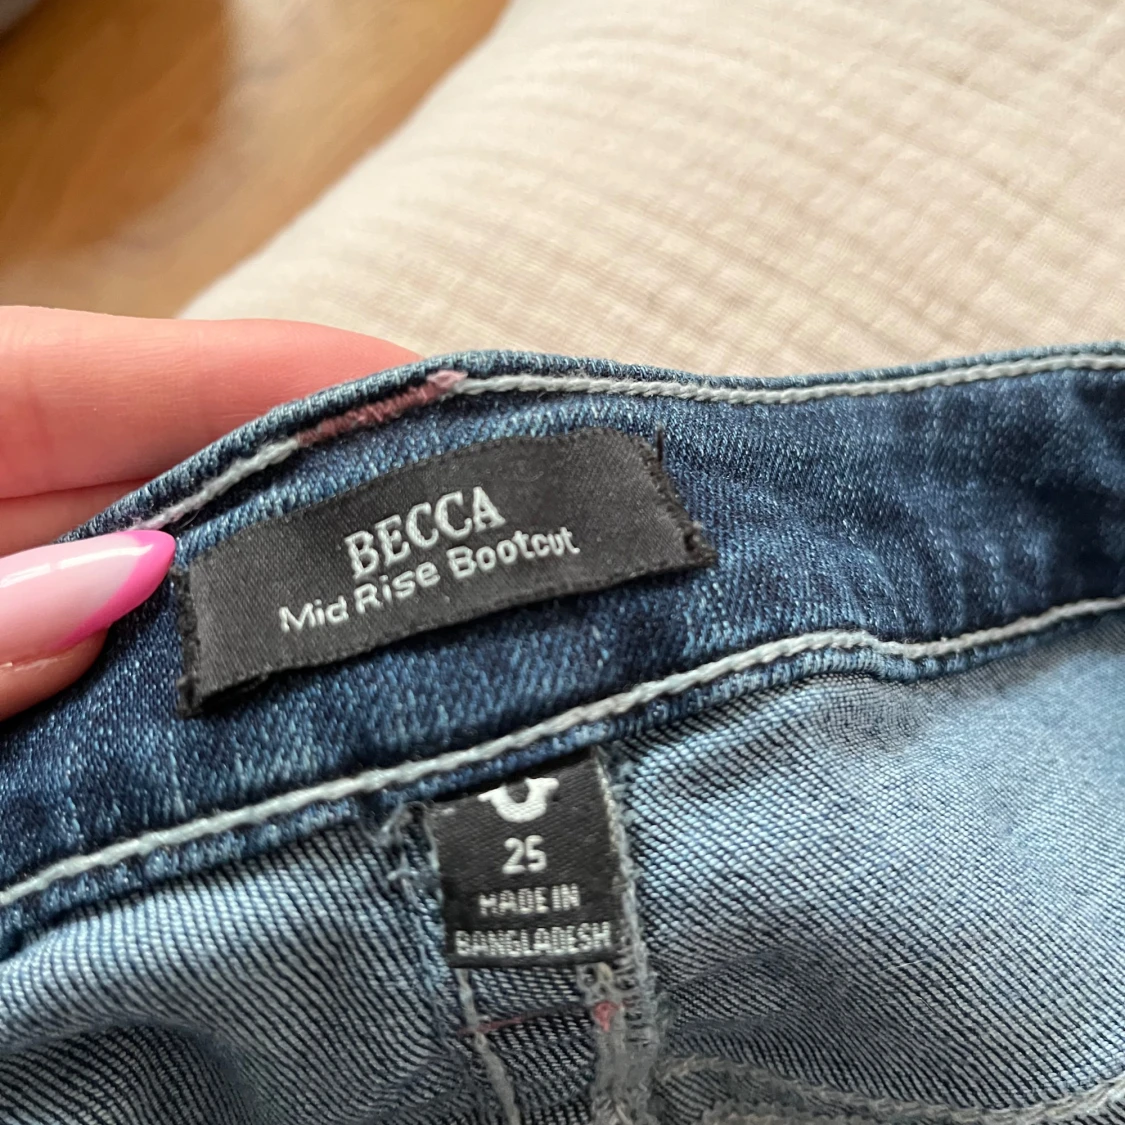 BECCA
Mid Rise Bootcut
25
MADE IN
BANGLADESH